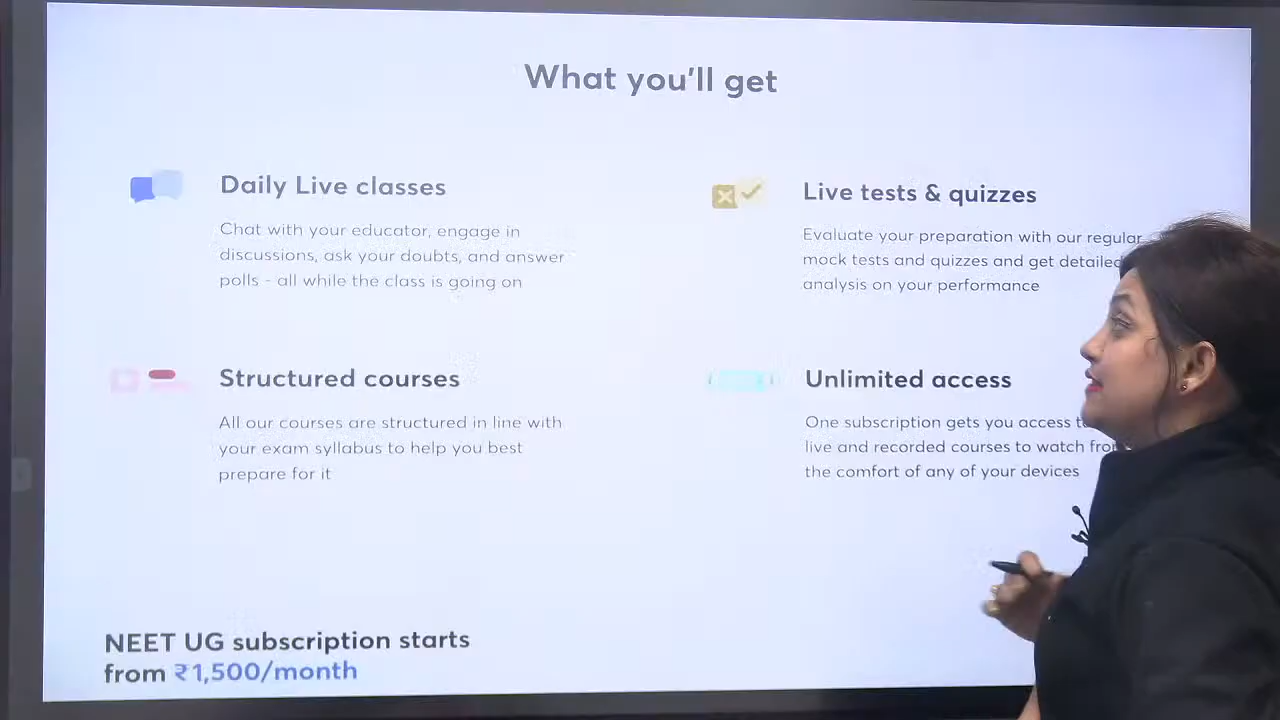 What you'll get
Daily Live classes
Chat with your educator, engage in
discussions, ask your doubts, and answer
polls - all while the class is going on
Live tests & quizzes
Evaluate your preparation with our regular
mock tests and quizzes and get detailed
analysis on your performance
Structured courses
All our courses are structured in line with
your exam syllabus to help you best
prepare for it
Unlimited access
One subscription gets you access
live and recorded courses to watch
the comfort of any of your devices
NEET UG subscription starts
from ₹1,500/month